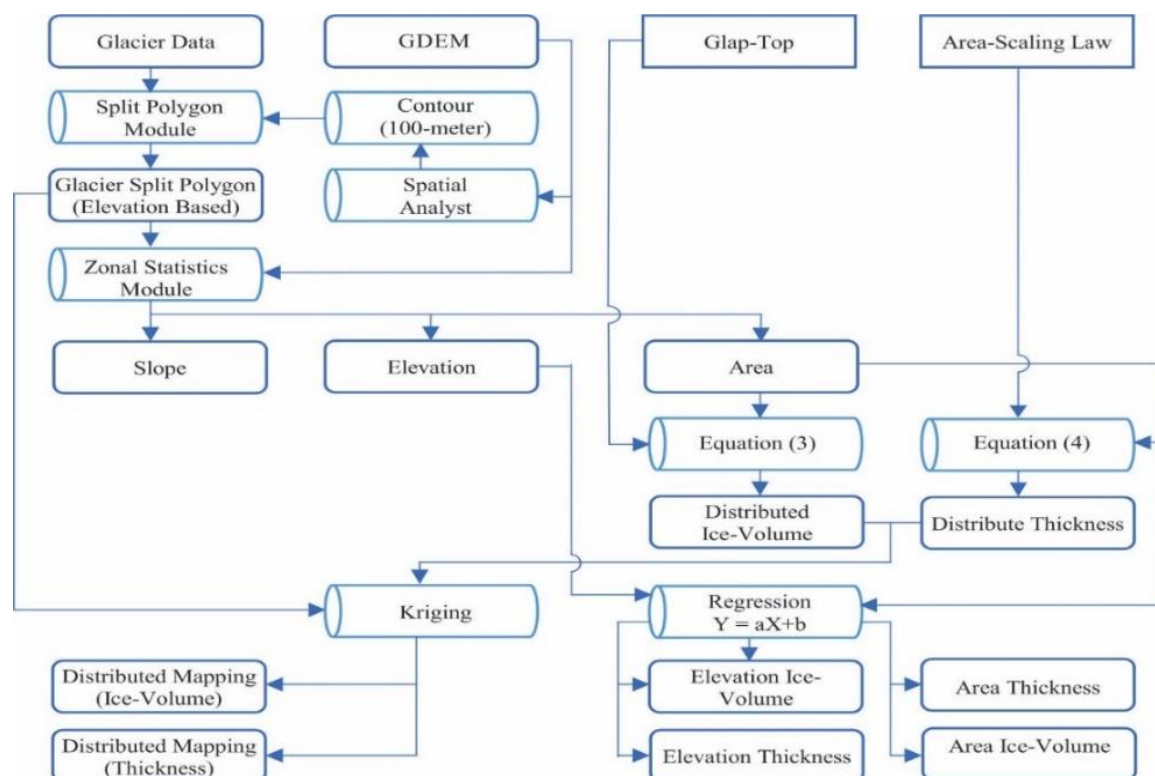 Glacier Data
GDEM
Glap-Top
Area-Scaling Law
Split Polygon
Module
Contour
(100-meter)
Glacier Split Polygon
(Elevation Based)
Spatial
Analyst
Zonal Statistics
Module
Slope
Elevation
Area
Equation (3)
Equation (4)
Distributed
Ice-Volume
Distribute Thickness
Kriging
Regression
Y = aX+b
Distributed Mapping
(Ice-Volume)
Elevation Ice-
Volume
Area Thickness
Distributed Mapping
(Thickness)
Elevation Thickness
Area Ice-Volume